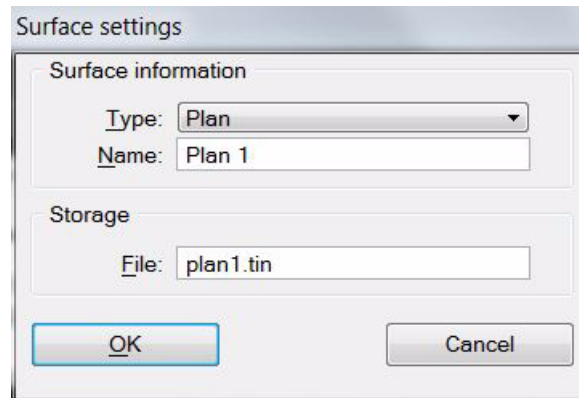 Surface settings
Surface information
Type: Plan
Name: Plan 1
Storage
File: plan1.tin
OK Cancel